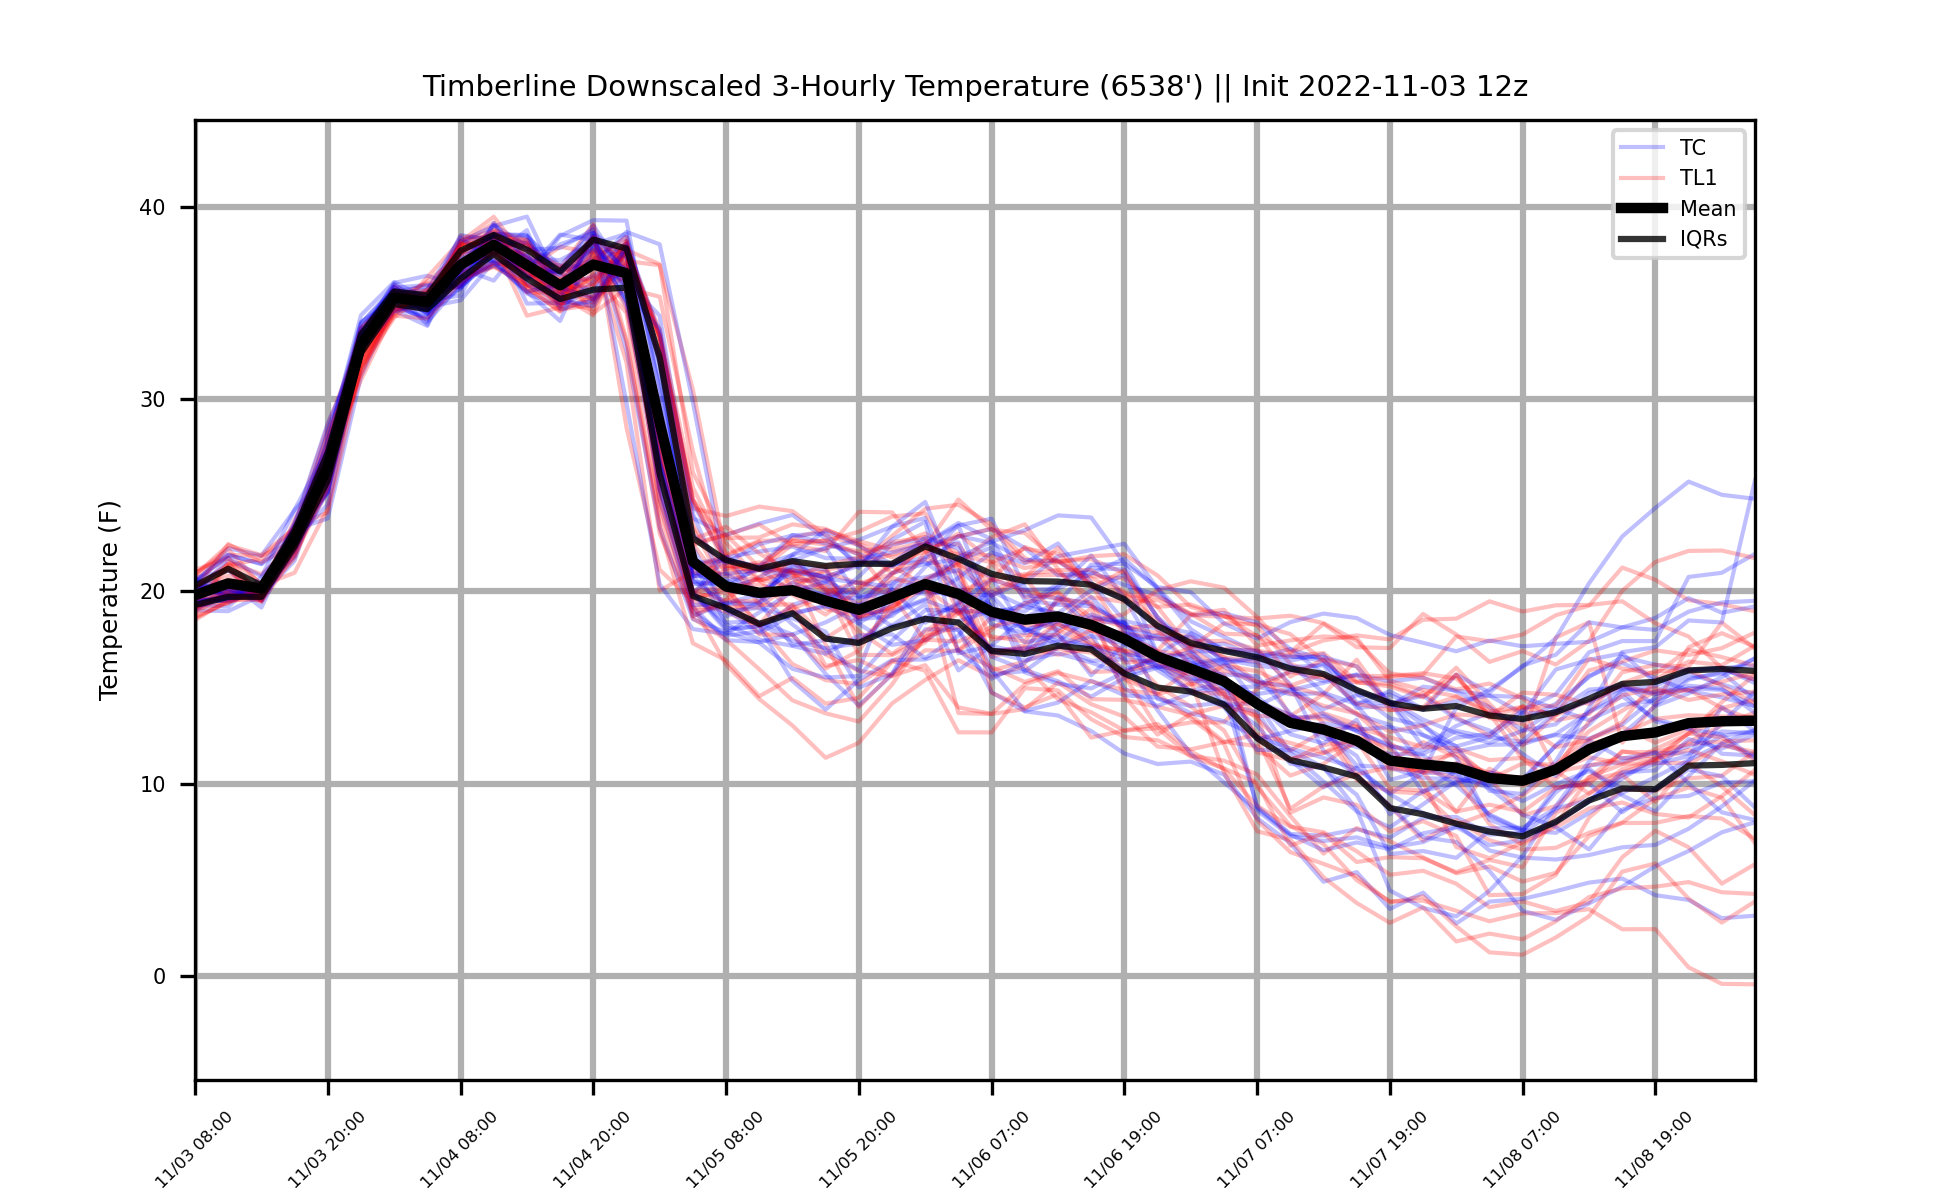 Timberline Downscaled 3-Hourly Temperature (6538') || Init 2022-11-03 12z
TC
TL1
Mean
IQRs
Temperature (F)
40
30
20
10
0
11/03 08:00
11/03 20:00
11/04 08:00
11/04 20:00
11/05 08:00
11/05 20:00
11/06 07:00
11/06 19:00
11/07 07:00
11/07 19:00
11/08 07:00
11/08 19:00